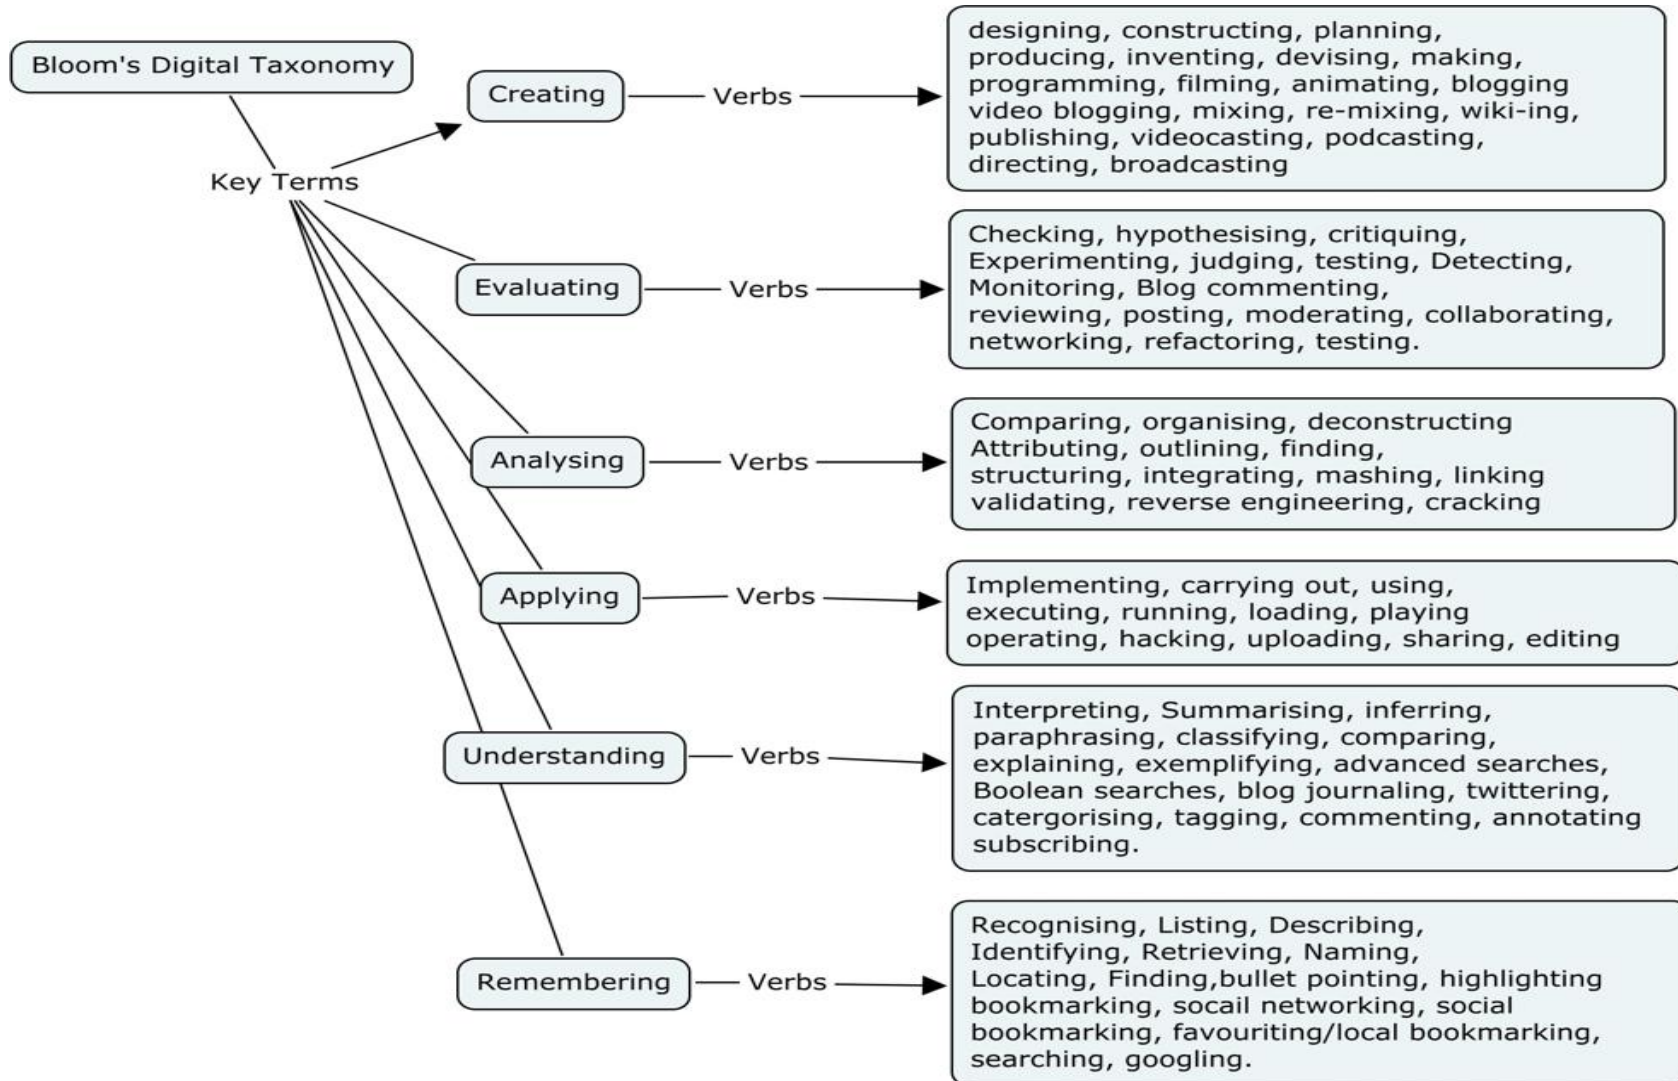 Bloom's Digital Taxonomy
Key Terms
Creating
Verbs
designing, constructing, planning,
producing, inventing, devising, making,
programming, filming, animating, blogging
video blogging, mixing, re-mixing, wiki-ing,
publishing, videocasting, podcasting,
directing, broadcasting
Evaluating
Verbs
Checking, hypothesising, critiquing,
Experimenting, judging, testing, Detecting,
Monitoring, Blog commenting,
reviewing, posting, moderating, collaborating,
networking, refactoring, testing.
Analysing
Verbs
Comparing, organising, deconstructing
Attributing, outlining, finding,
structuring, integrating, mashing, linking
validating, reverse engineering, cracking
Applying
Verbs
Implementing, carrying out, using,
executing, running, loading, playing
operating, hacking, uploading, sharing, editing
Understanding
Verbs
Interpreting, Summarising, inferring,
paraphrasing, classifying, comparing,
explaining, exemplifying, advanced searches,
Boolean searches, blog journaling, twittering,
catergorising, tagging, commenting, annotating
subscribing.
Remembering
Verbs
Recognising, Listing, Describing,
Identifying, Retrieving, Naming,
Locating, Finding,bullet pointing, highlighting
bookmarking, socail networking, social
bookmarking, favouriting/local bookmarking,
searching, googling.